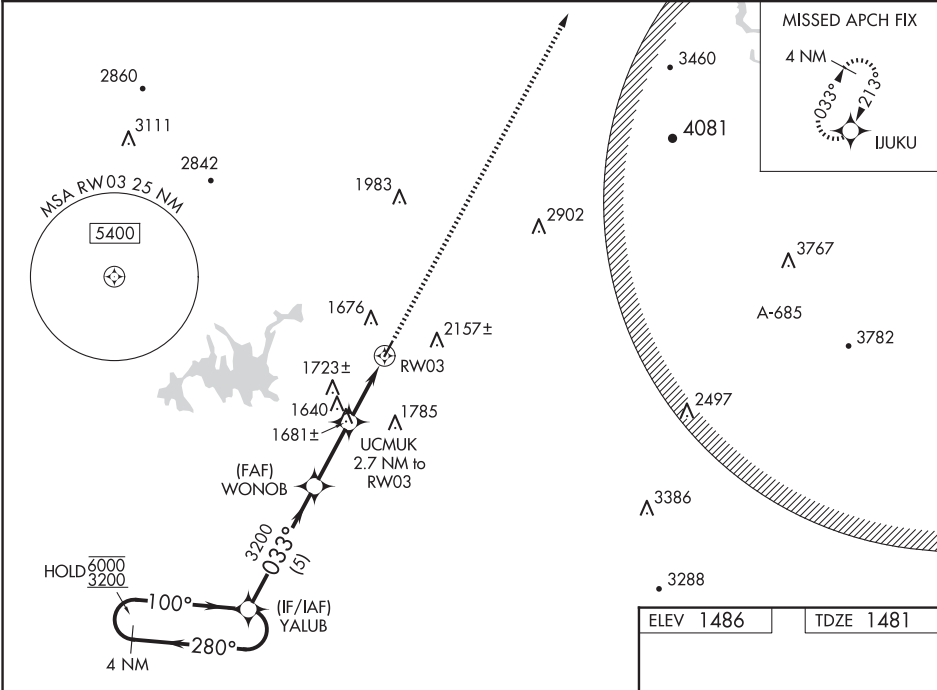 MISSED APCH FIX
4 NM
033°
213°
IJUKU
2860
3111
2842
3460
4081
1983
2902
MSA RW03 25 NM
5400
3767
A-685
3782
1676
2157±
RW03
1723±
1640
1681±
1785
UCMUK
2.7 NM to
RW03
2497
(FAF)
WONOB
3386
3200
033°
(5)
HOLD 6000
3200
100°
280°
4 NM
(IF/IAF)
YALUB
3288
ELEV 1486
TDZE 1481